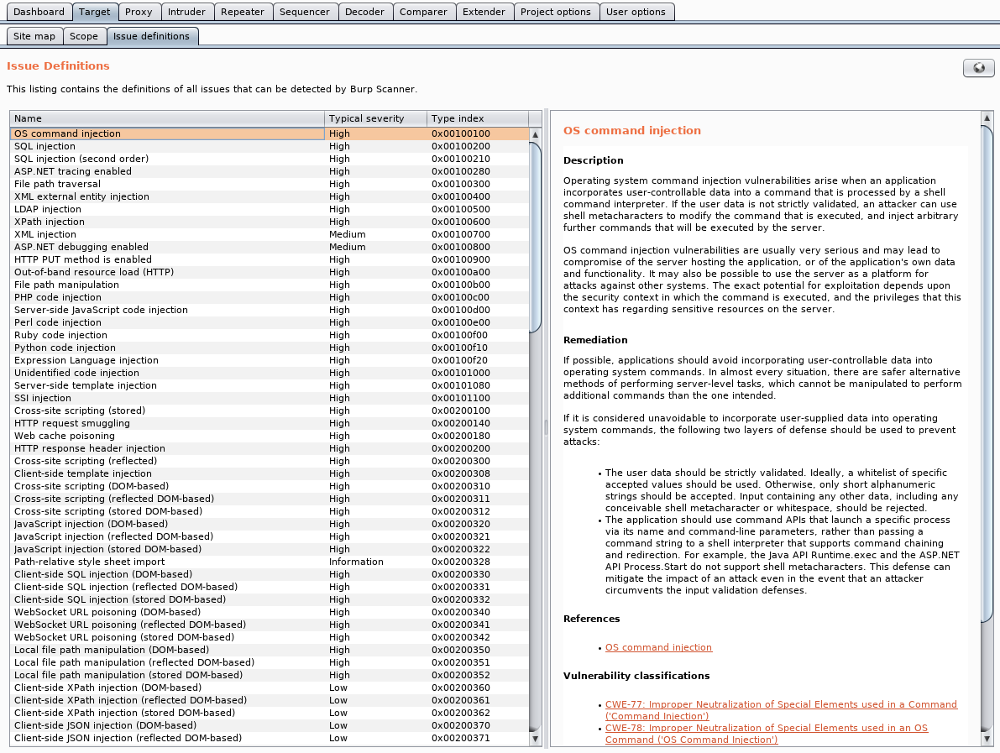 Dashboard Target Proxy Intruder Repeater Sequencer Decoder Comparer Extender Project options User options
Site map Scope Issue definitions
Issue Definitions
This listing contains the definitions of all issues that can be detected by Burp Scanner.
Name Typical severity Type index
OS command injection High 0x00100100
SQL injection High 0x00100200
SQL injection (second order) High 0x00100210
ASP.NET tracing enabled High 0x00100280
File path traversal High 0x00100300
XML external entity injection High 0x00100400
LDAP injection High 0x00100500
XPath injection High 0x00100600
XML injection Medium 0x00100700
ASP.NET debugging enabled Medium 0x00100800
HTTP PUT method is enabled High 0x00100900
Out-of-band resource load (HTTP) High 0x00100a00
File path manipulation High 0x00100b00
PHP code injection High 0x00100c00
Server-side JavaScript code injection High 0x00100d00
Perl code injection High 0x00100e00
Ruby code injection High 0x00100f00
Python code injection High 0x00100f10
Expression Language injection High 0x00100f20
Unidentified code injection High 0x00101000
Server-side template injection High 0x00101080
SSI injection High 0x00101100
Cross-site scripting (stored) High 0x00200100
HTTP request smuggling High 0x00200140
Web cache poisoning High 0x00200180
HTTP response header injection High 0x00200200
Cross-site scripting (reflected) High 0x00200300
Client-side template injection High 0x00200308
Cross-site scripting (DOM-based) High 0x00200310
Cross-site scripting (reflected DOM-based) High 0x00200311
Cross-site scripting (stored DOM-based) High 0x00200312
JavaScript injection (DOM-based) High 0x00200320
JavaScript injection (reflected DOM-based) High 0x00200321
JavaScript injection (stored DOM-based) High 0x00200322
Path-relative style sheet import Information 0x00200328
Client-side SQL injection (DOM-based) High 0x00200330
Client-side SQL injection (reflected DOM-based) High 0x00200331
Client-side SQL injection (stored DOM-based) High 0x00200332
WebSocket URL poisoning (DOM-based) High 0x00200340
WebSocket URL poisoning (reflected DOM-based) High 0x00200341
WebSocket URL poisoning (stored DOM-based) High 0x00200342
Local file path manipulation (DOM-based) High 0x00200350
Local file path manipulation (reflected DOM-based) High 0x00200351
Local file path manipulation (stored DOM-based) High 0x00200352
Client-side XPath injection (DOM-based) Low 0x00200360
Client-side XPath injection (reflected DOM-based) Low 0x00200361
Client-side XPath injection (stored DOM-based) Low 0x00200362
Client-side JSON injection (DOM-based) Low 0x00200370
Client-side JSON injection (reflected DOM-based) Low 0x00200371
OS command injection
Description
Operating system command injection vulnerabilities arise when an application
incorporates user-controllable data into a command that is processed by a shell
command interpreter. If the user data is not strictly validated, an attacker can use
shell metacharacters to modify the command that is executed, and inject arbitrary
further commands that will be executed by the server.
OS command injection vulnerabilities are usually very serious and may lead to
compromise of the server hosting the application, or of the application's own data
and functionality. It may also be possible to use the server as a platform for
attacks against other systems. The exact potential for exploitation depends upon
the security context in which the command is executed, and the privileges that this
context has regarding sensitive resources on the server.
Remediation
If possible, applications should avoid incorporating user-controllable data into
operating system commands. In almost every situation, there are safer alternative
methods of performing server-level tasks, which cannot be manipulated to perform
additional commands than the one intended.
If it is considered unavoidable to incorporate user-supplied data into operating
system commands, the following two layers of defense should be used to prevent
attacks:
• The user data should be strictly validated. Ideally, a whitelist of specific
accepted values should be used. Otherwise, only short alphanumeric
strings should be accepted. Input containing any other data, including any
conceivable shell metacharacter or whitespace, should be rejected.
• The application should use command APIs that launch a specific process
via its name and command-line parameters, rather than passing a
command string to a shell interpreter that supports command chaining
and redirection. For example, the Java API Runtime.exec and the ASP.NET
API Process.Start do not support shell metacharacters. This defense can
mitigate the impact of an attack even in the event that an attacker
circumvents the input validation defenses.
References
• OS command injection
Vulnerability classifications
• CWE-77: Improper Neutralization of Special Elements used in a Command
('Command Injection')
• CWE-78: Improper Neutralization of Special Elements used in an OS
Command ('OS Command Injection')